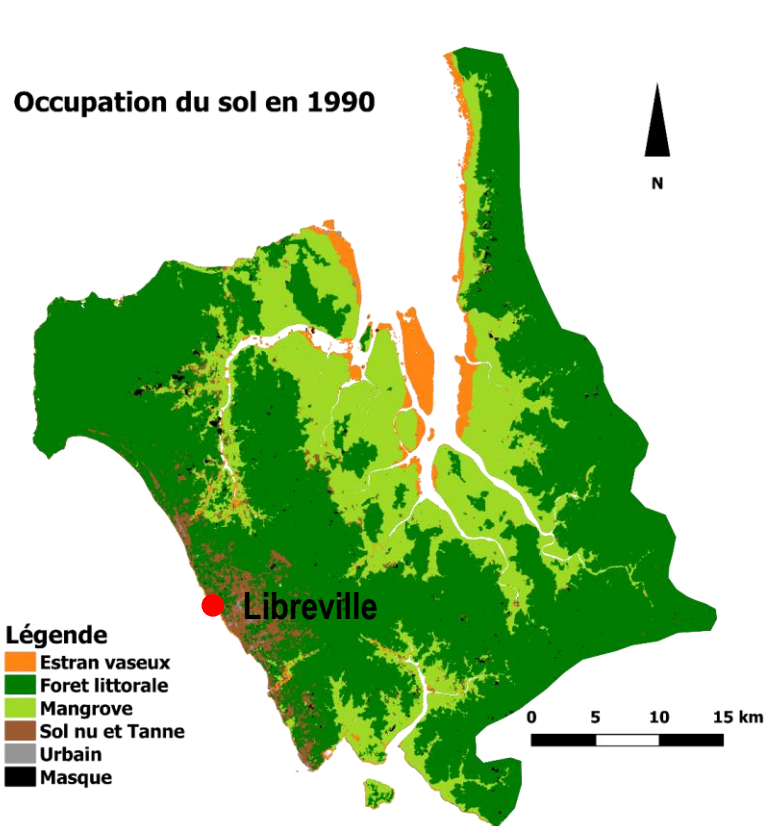 Occupation du sol en 1990
N
Libreville
Légende
Estran vaseux
Foret littorale
Mangrove
Sol nu et Tanne
Urbain
Masque
0 5 10 15 km